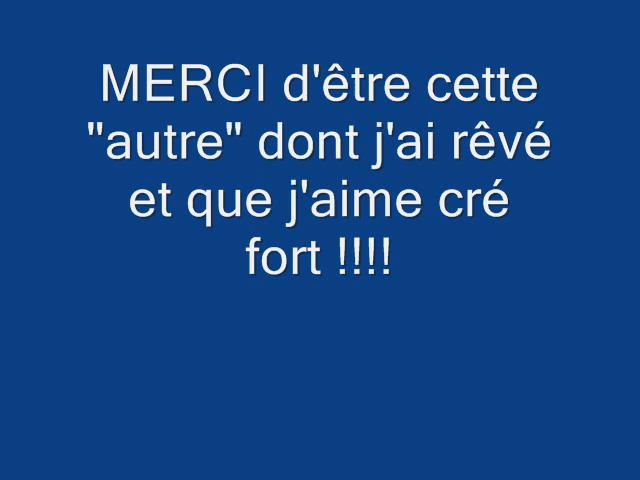 MERCI d'être cette
"autre" dont j'ai rêvé
et que j'aime cré
fort !!!!